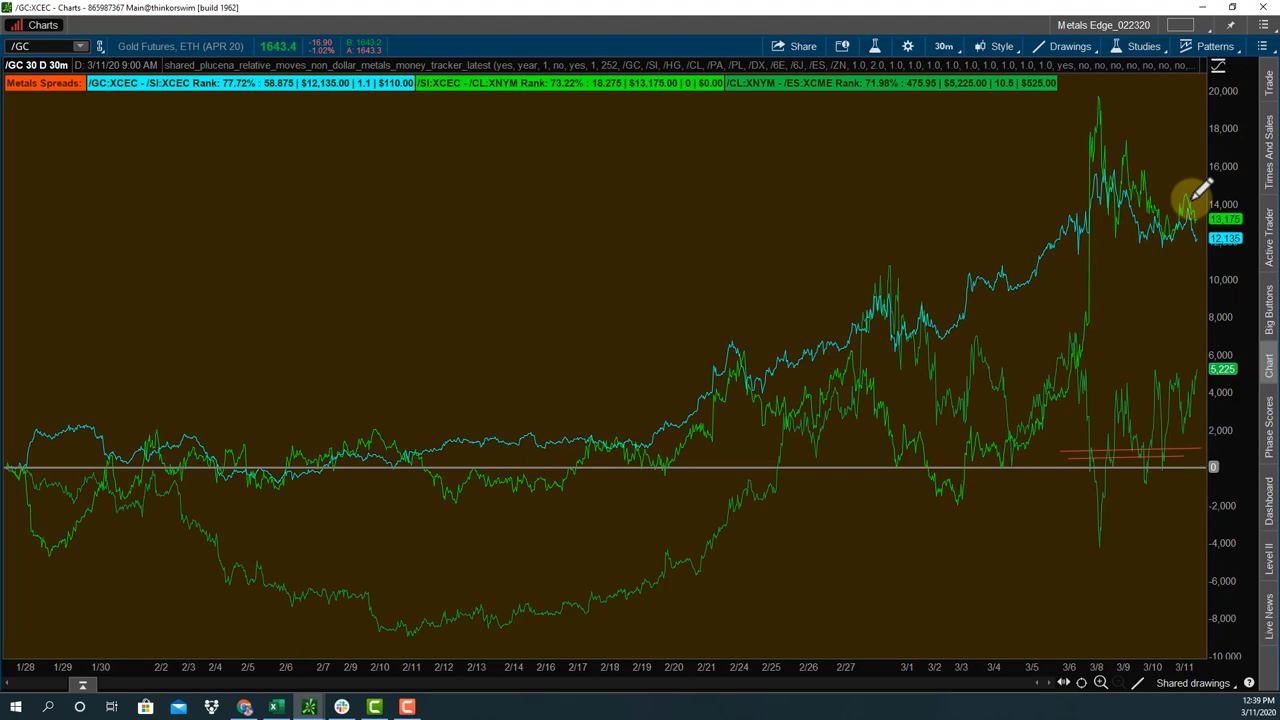 /GC:XCEC - Charts - 865987367 Main@thinkorswim [build 1962]
Charts
Metals Edge_022320
/GC
Gold Futures, ETH (APR 20)
1643.4
-16.90
-1.02%
B: 1643.2
A: 1643.3
Share
30m
Style
Drawings
Studies
Patterns
/GC 30 D 30m
D: 3/11/20 9:00 AM
shared_plucena_relative_moves_non_dollar_metals_money_tracker_latest (yes, year, 1, no, yes, 1, 252, /GC, /SI, /HG, /CL, /PA, /PL, /DX, /6E, /6J, /ES, /ZN, 1.0, 2.0, 1.0, 1.0, 1.0, 1.0, 1.0, 1.0, 1.0, 1.0, 1.0, yes, no, no, no, no, no,...
Metals Spreads:
/GC:XCEC - /SI:XCEC Rank: 77.72% : 58.875 | $12,135.00 | 1.1 | $110.00
/SI:XCEC - /CL:XNYM Rank: 73.22% : 18.275 | $13,175.00 | 0 | $0.00
/CL:XNYM - /ES:XCME Rank: 71.98% : 475.95 | $5,225.00 | 10.5 | $525.00
20,000
18,000
16,000
14,000
13,175
12,135
10,000
8,000
6,000
5,225
4,000
2,000
0
-2,000
-4,000
-6,000
-8,000
-10,000
1/28
1/29
1/30
2/2
2/3
2/4
2/5
2/6
2/7
2/9
2/10
2/11
2/12
2/13
2/14
2/16
2/17
2/18
2/19
2/20
2/21
2/24
2/25
2/26
2/27
3/1
3/2
3/3
3/4
3/5
3/6
3/8
3/9
3/10
3/11
Trade
Times And Sales
Active Trader
Big Buttons
Chart
Phase Scores
Dashboard
Level II
Live News
Shared drawings
12:39 PM
3/11/2020